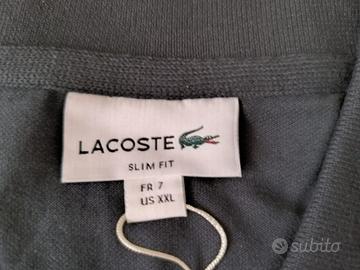 LACOSTE
SLIM FIT
FR 7
US XXL
subito